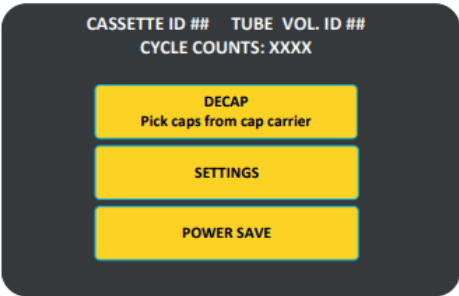 CASSETTE ID ## TUBE VOL. ID ##
CYCLE COUNTS: XXXX
DECAP
Pick caps from cap carrier
SETTINGS
POWER SAVE